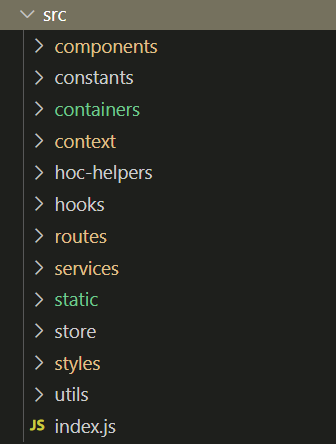 src
components
constants
containers
context
hoc-helpers
hooks
routes
services
static
store
styles
utils
JS index.js